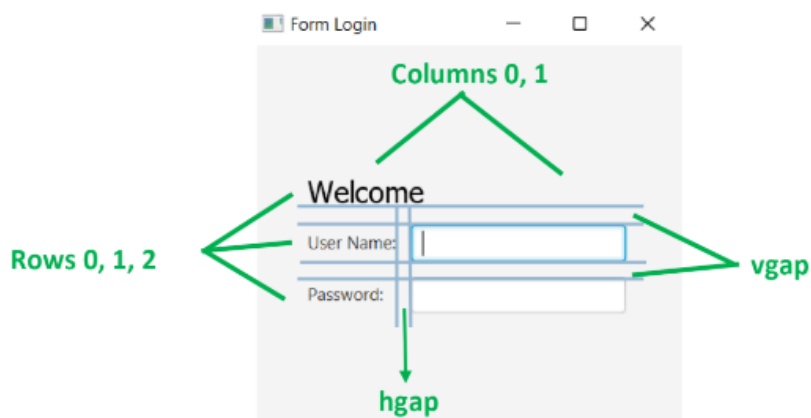 Form Login
Columns 0, 1
Welcome
User Name:
Rows 0, 1, 2
vgap
Password:
hgap